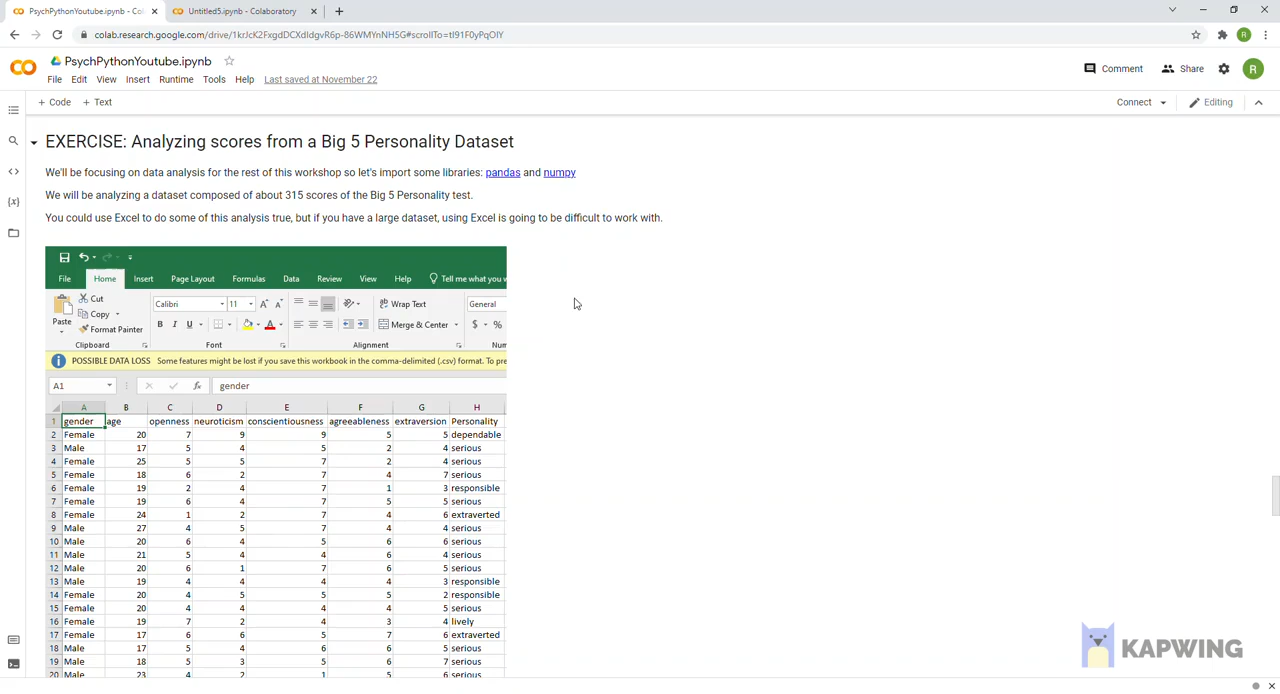 PsychPythonYoutube.ipynb - Col
Untitled5.ipynb - Colaboratory
colab.research.google.com/drive/1krJcK2FxgdDCXdIdgvR6p-86WMYnNH5G#scrollTo=tl91F0yPqOlY
R
PsychPythonYoutube.ipynb
File Edit View Insert Runtime Tools Help Last saved at November 22
Comment Share R
+ Code + Text
Connect Editing
EXERCISE: Analyzing scores from a Big 5 Personality Dataset
We'll be focusing on data analysis for the rest of this workshop so let's import some libraries: pandas and numpy
We will be analyzing a dataset composed of about 315 scores of the Big 5 Personality test.
You could use Excel to do some of this analysis true, but if you have a large dataset, using Excel is going to be difficult to work with.
File Home Insert Page Layout Formulas Data Review View Help Tell me what you w
Paste
Cut
Copy
Format Painter
Calibri 11
B I U
Wrap Text
Merge & Center
General
$ %
Clipboard Font Alignment Num
POSSIBLE DATA LOSS Some features might be lost if you save this workbook in the comma-delimited (.csv) format. To pre
A1 fx gender
A B C D E F G H
1 gender age openness neuroticism conscientiousness agreeableness extraversion Personality
2 Female 20 7 9 9 5 5 dependable
3 Male 17 5 4 5 2 4 serious
4 Female 25 5 5 7 2 4 serious
5 Female 18 6 2 7 4 7 serious
6 Female 19 2 4 7 1 3 responsible
7 Female 19 6 4 7 5 5 serious
8 Female 24 1 2 7 4 6 extraverted
9 Male 27 4 5 7 4 4 serious
10 Male 20 6 4 5 6 6 serious
11 Male 21 5 4 4 6 4 serious
12 Male 20 6 1 7 6 5 serious
13 Male 19 4 4 4 4 3 responsible
14 Female 20 4 5 5 5 2 responsible
15 Female 20 4 4 4 4 5 serious
16 Female 19 7 2 4 3 4 lively
17 Female 17 6 6 5 7 6 extraverted
18 Male 17 5 4 6 6 5 serious
19 Male 18 5 3 5 6 7 serious
20 Male 23 4 2 1 5 6 serious
KAPWING